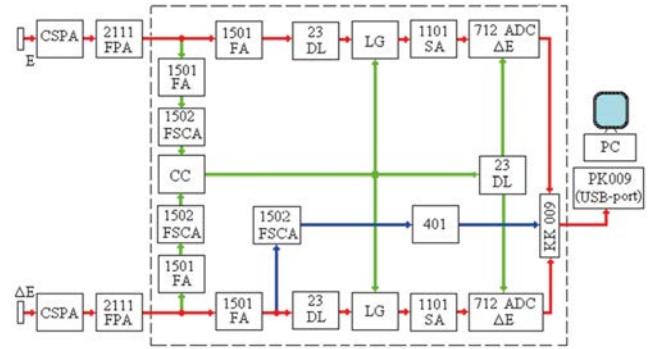 E
CSPA
2111
FPA
1501
FA
23
DL
LG
1101
SA
712 ADC
ΔE
1501
FA
1502
FSCA
CC
23
DL
PC
PK009
(USB-port)
KK 009
1502
FSCA
1502
FSCA
401
1501
FA
ΔE
CSPA
2111
FPA
1501
FA
23
DL
LG
1101
SA
712 ADC
ΔE